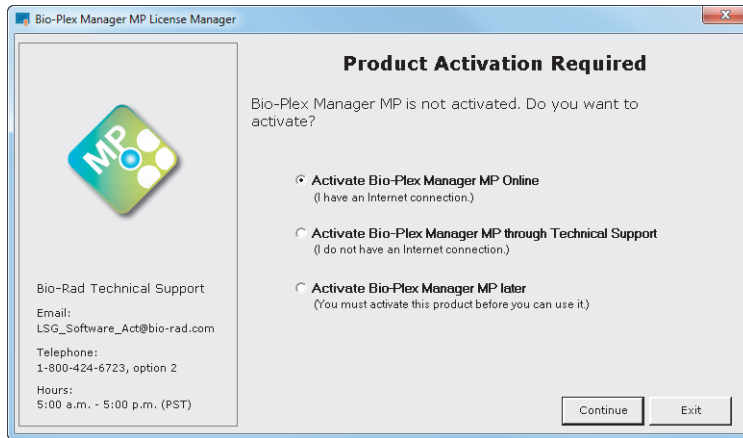 Bio-Plex Manager MP License Manager
MP
Bio-Rad Technical Support
Email:
LSG_Software_Act@bio-rad.com
Telephone:
1-800-424-6723, option 2
Hours:
5:00 a.m. - 5:00 p.m. (PST)
Product Activation Required
Bio-Plex Manager MP is not activated. Do you want to
activate?
Activate Bio-Plex Manager MP Online
(I have an Internet connection.)
Activate Bio-Plex Manager MP through Technical Support
(I do not have an Internet connection.)
Activate Bio-Plex Manager MP later
(You must activate this product before you can use it.)
Continue
Exit